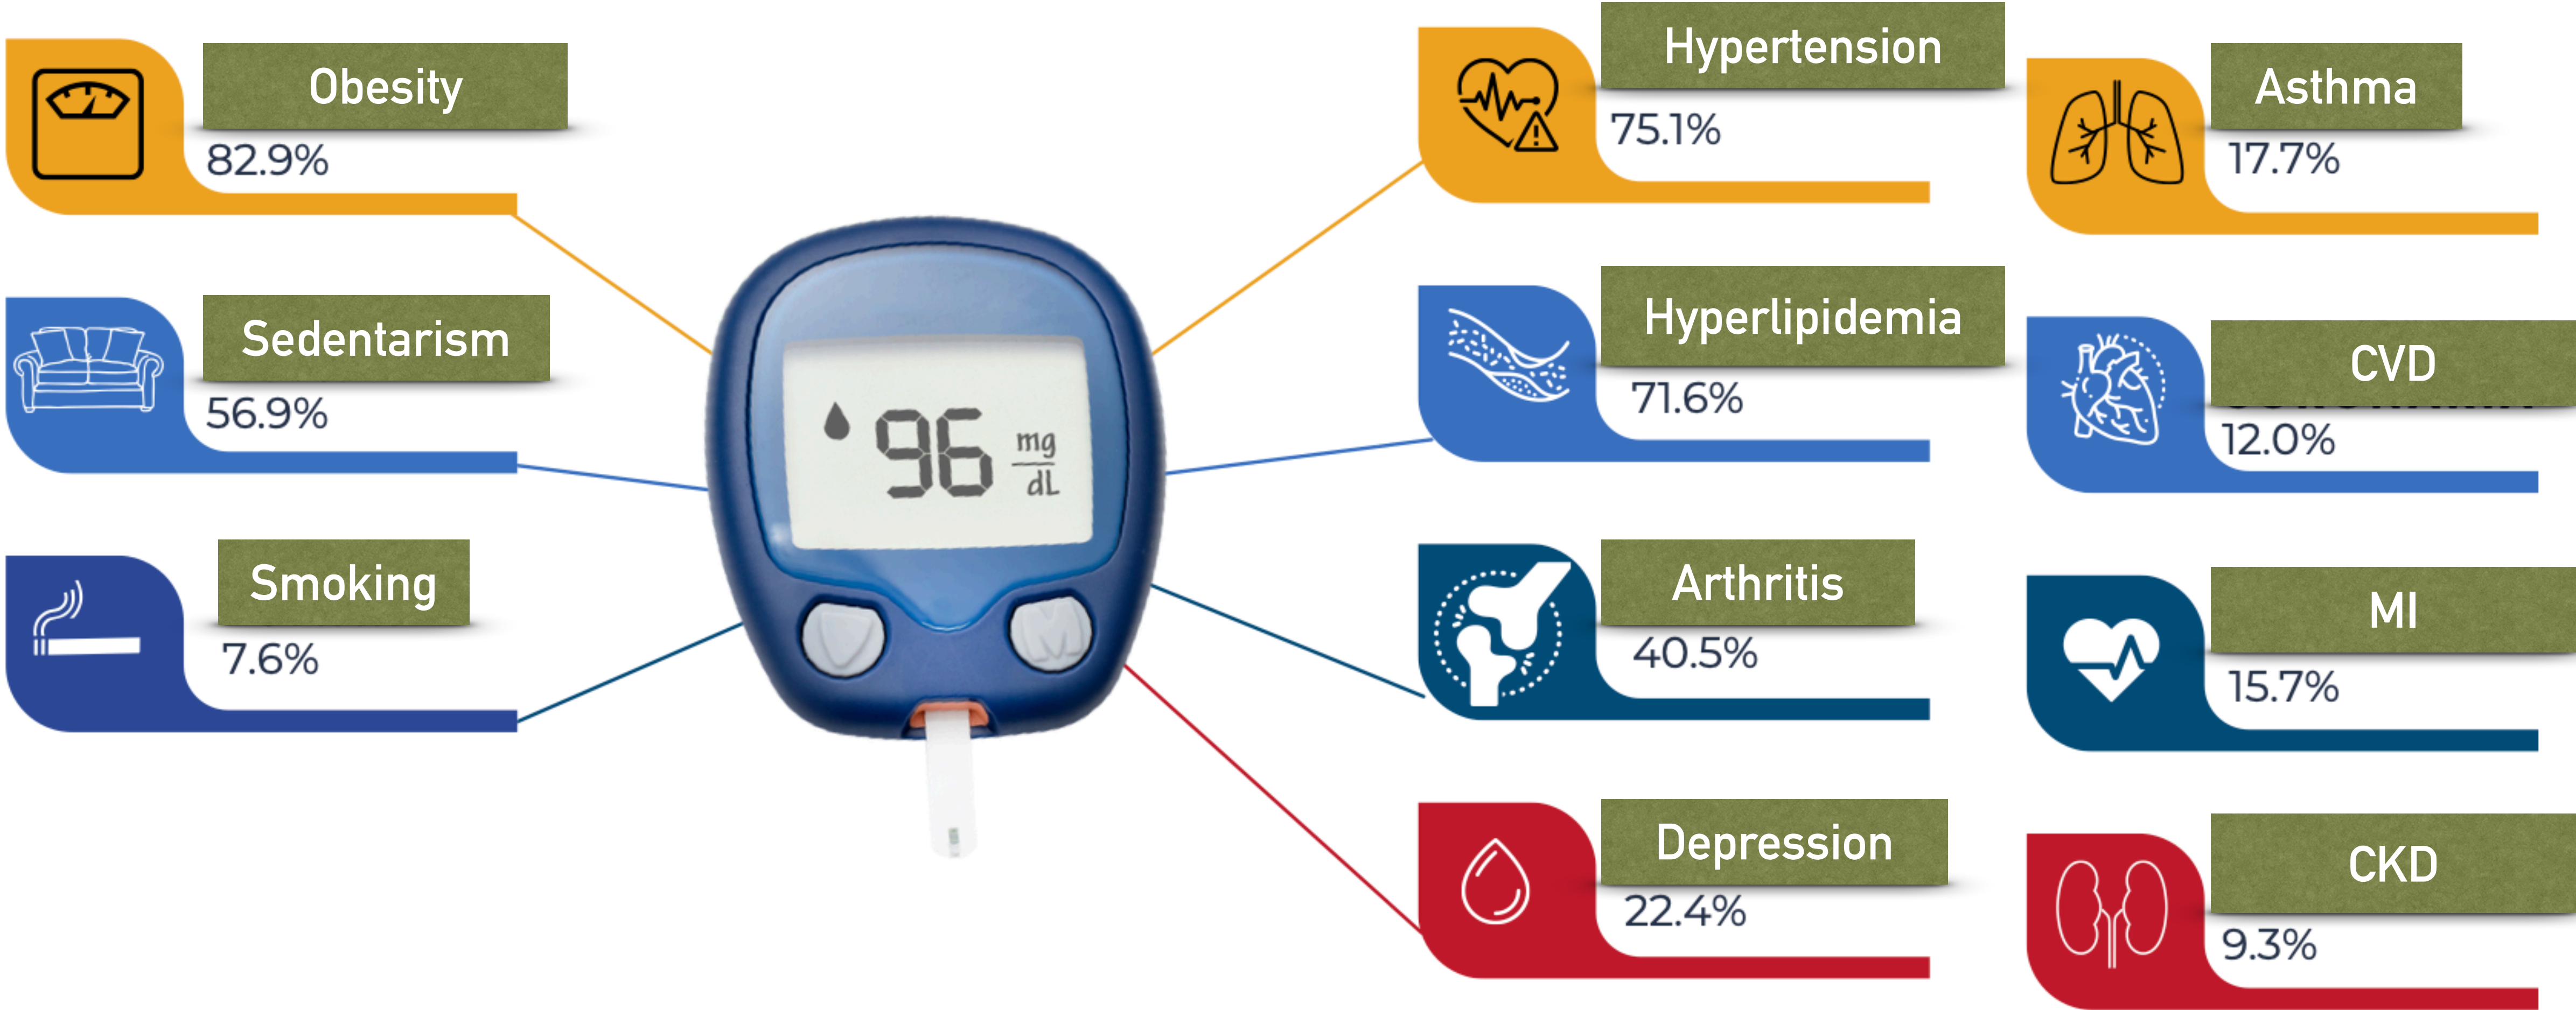 Obesity
82.9%
Sedentarism
56.9%
Smoking
7.6%
96 mg
dL
Hypertension
75.1%
Hyperlipidemia
71.6%
Arthritis
40.5%
Depression
22.4%
Asthma
17.7%
CVD
12.0%
MI
15.7%
CKD
9.3%